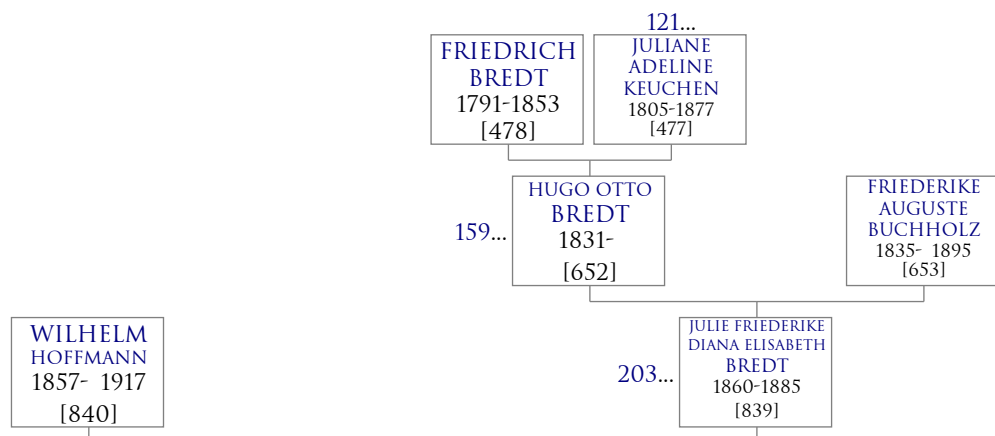 121...
FRIEDRICH
BREDT
1791-1853
[478]
JULIANE
ADELINE
KEUCHEN
1805-1877
[477]
159...
HUGO OTTO
BREDT
1831-
[652]
FRIEDERIKE
AUGUSTE
BUCHHOLZ
1835- 1895
[653]
WILHELM
HOFFMANN
1857- 1917
[840]
203...
JULIE FRIEDERIKE
DIANA ELISABETH
BREDT
1860-1885
[839]